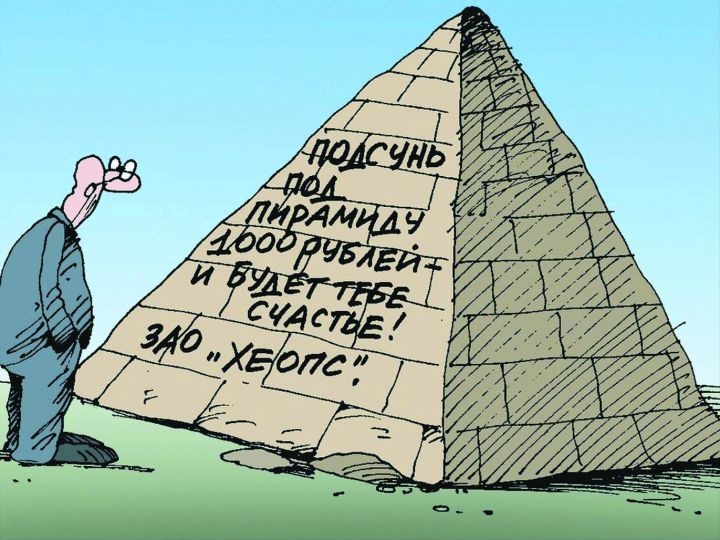 ПОДСУНЬ
ПОД
ПИРАМИДУ
1000 РУБЛЕЙ-
И БУДЕТ ТЕБЕ
СЧАСТЬЕ!
ЗАО „ХЕОПС".